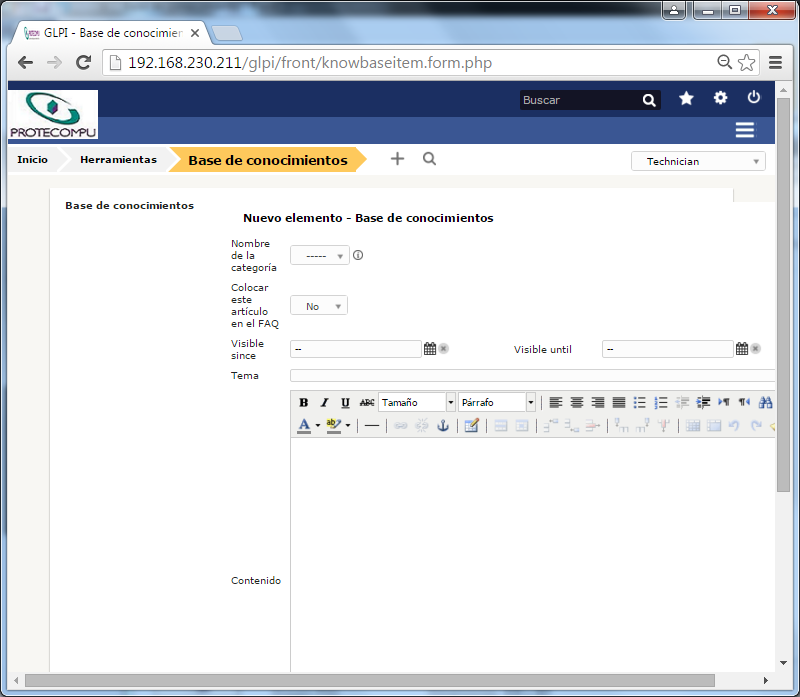 GLPI - Base de conocimien
192.168.230.211/glpi/front/knowbaseitem.form.php
PROTECOMPU
Buscar
Inicio Herramientas Base de conocimientos
Technician
Base de conocimientos
Nuevo elemento - Base de conocimientos
Nombre
de la
categoría
-----
Colocar
este
artículo
en el FAQ
No
Visible
since
--
Visible until
--
Tema
B I U ABC Tamaño Párrafo
A ab
Contenido